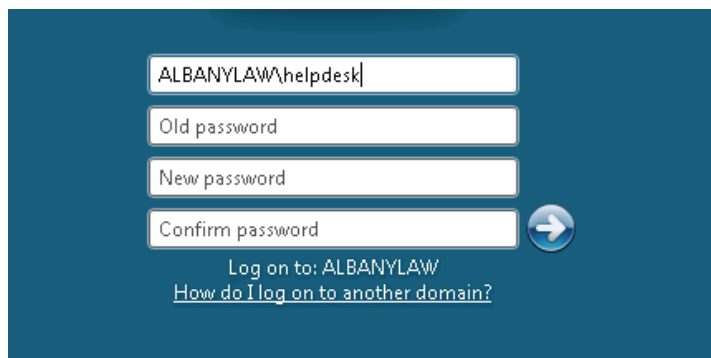 ALBANYLAW\helpdesk
Old password
New password
Confirm password
Log on to: ALBANYLAW
How do I log on to another domain?